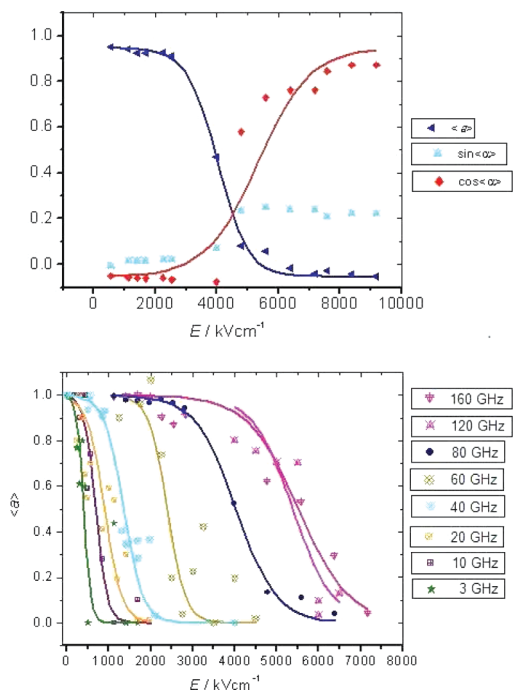 1.0
0.8
0.6
0.4
0.2
0.0
0 2000 4000 6000 8000 10000
E / kVcm-1
<a>
sin<α>
cos<α>
1.0
0.8
0.6
0.4
0.2
0.0
<a>
0 1000 2000 3000 4000 5000 6000 7000 8000
E / kVcm-1
160 GHz
120 GHz
80 GHz
60 GHz
40 GHz
20 GHz
10 GHz
3 GHz